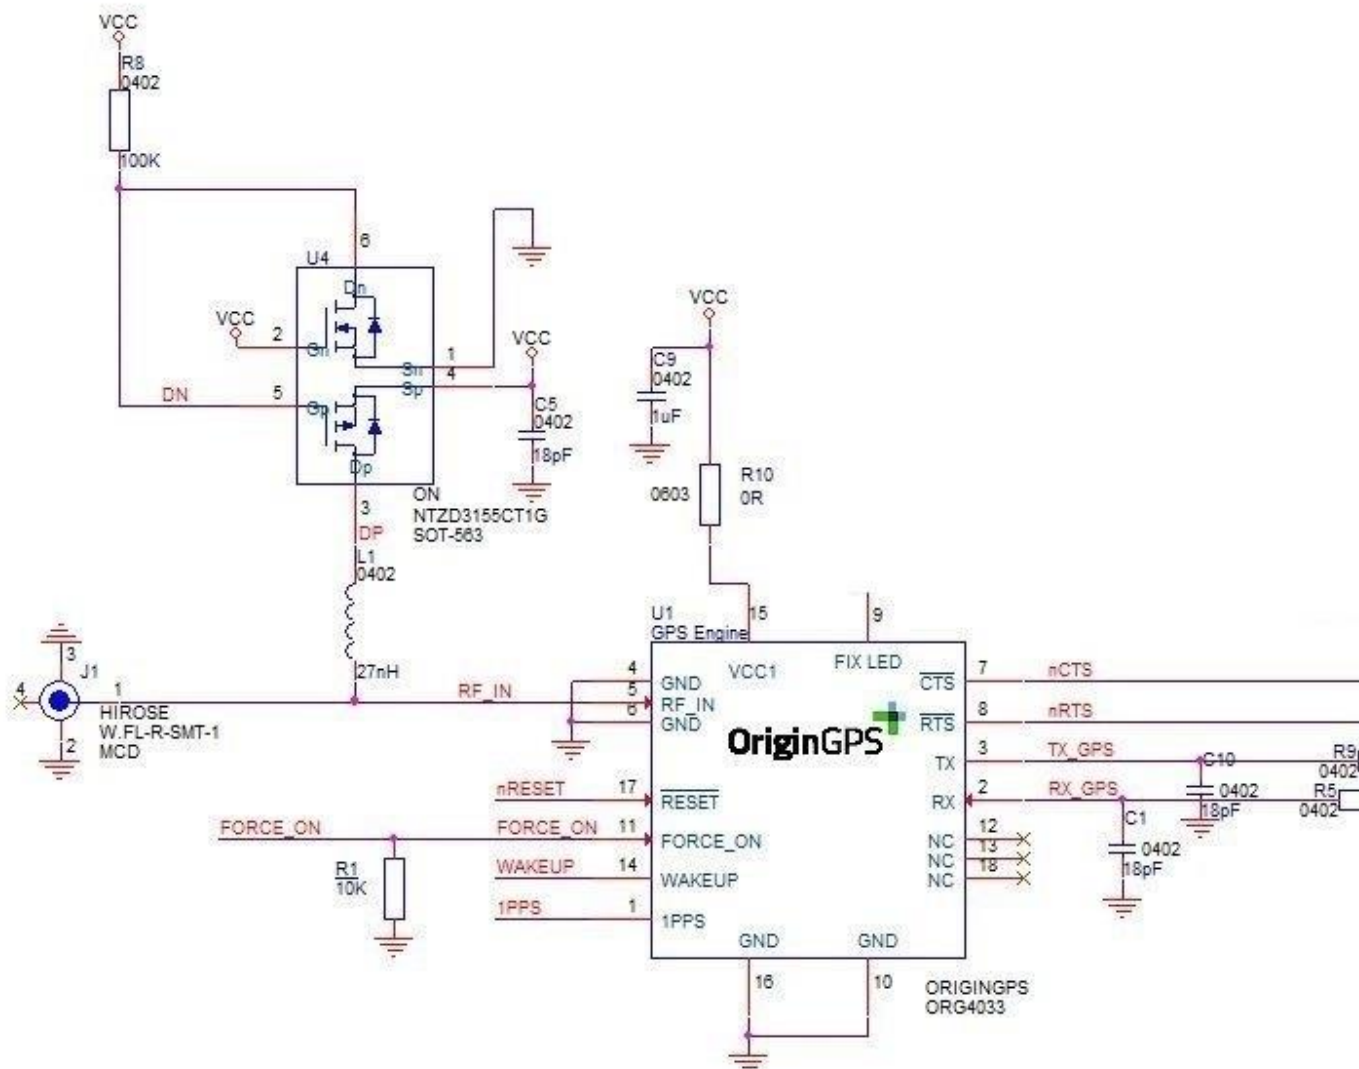 VCC
R8
0402
100K
6
U4
Dn
VCC
2
Gn
1
Sn
4
Sp
VCC
DN
5
Gp
Dp
C5
0402
18pF
3
DP
ON
NTZD3155CT1G
SOT-563
L1
0402
27nH
VCC
C9
0402
1uF
0603
R10
0R
U1
GPS Engine
15
9
VCC1
FIX LED
3
J1
4
1
2
HIROSE
W.FL-R-SMT-1
MCD
RF_IN
4
GND
5
RF_IN
6
GND
OriginGPS
nRESET
17
RESET
FORCE_ON
FORCE_ON
11
FORCE_ON
R1
10K
WAKEUP
14
WAKEUP
1PPS
1
1PPS
CTS
7
nCTS
RTS
8
nRTS
TX
3
TX_GPS
RX
2
RX_GPS
C10
0402
18pF
R9
0402
R5
0402
C1
0402
18pF
NC
12
NC
13
NC
18
GND
GND
16
10
ORIGINGPS
ORG4033